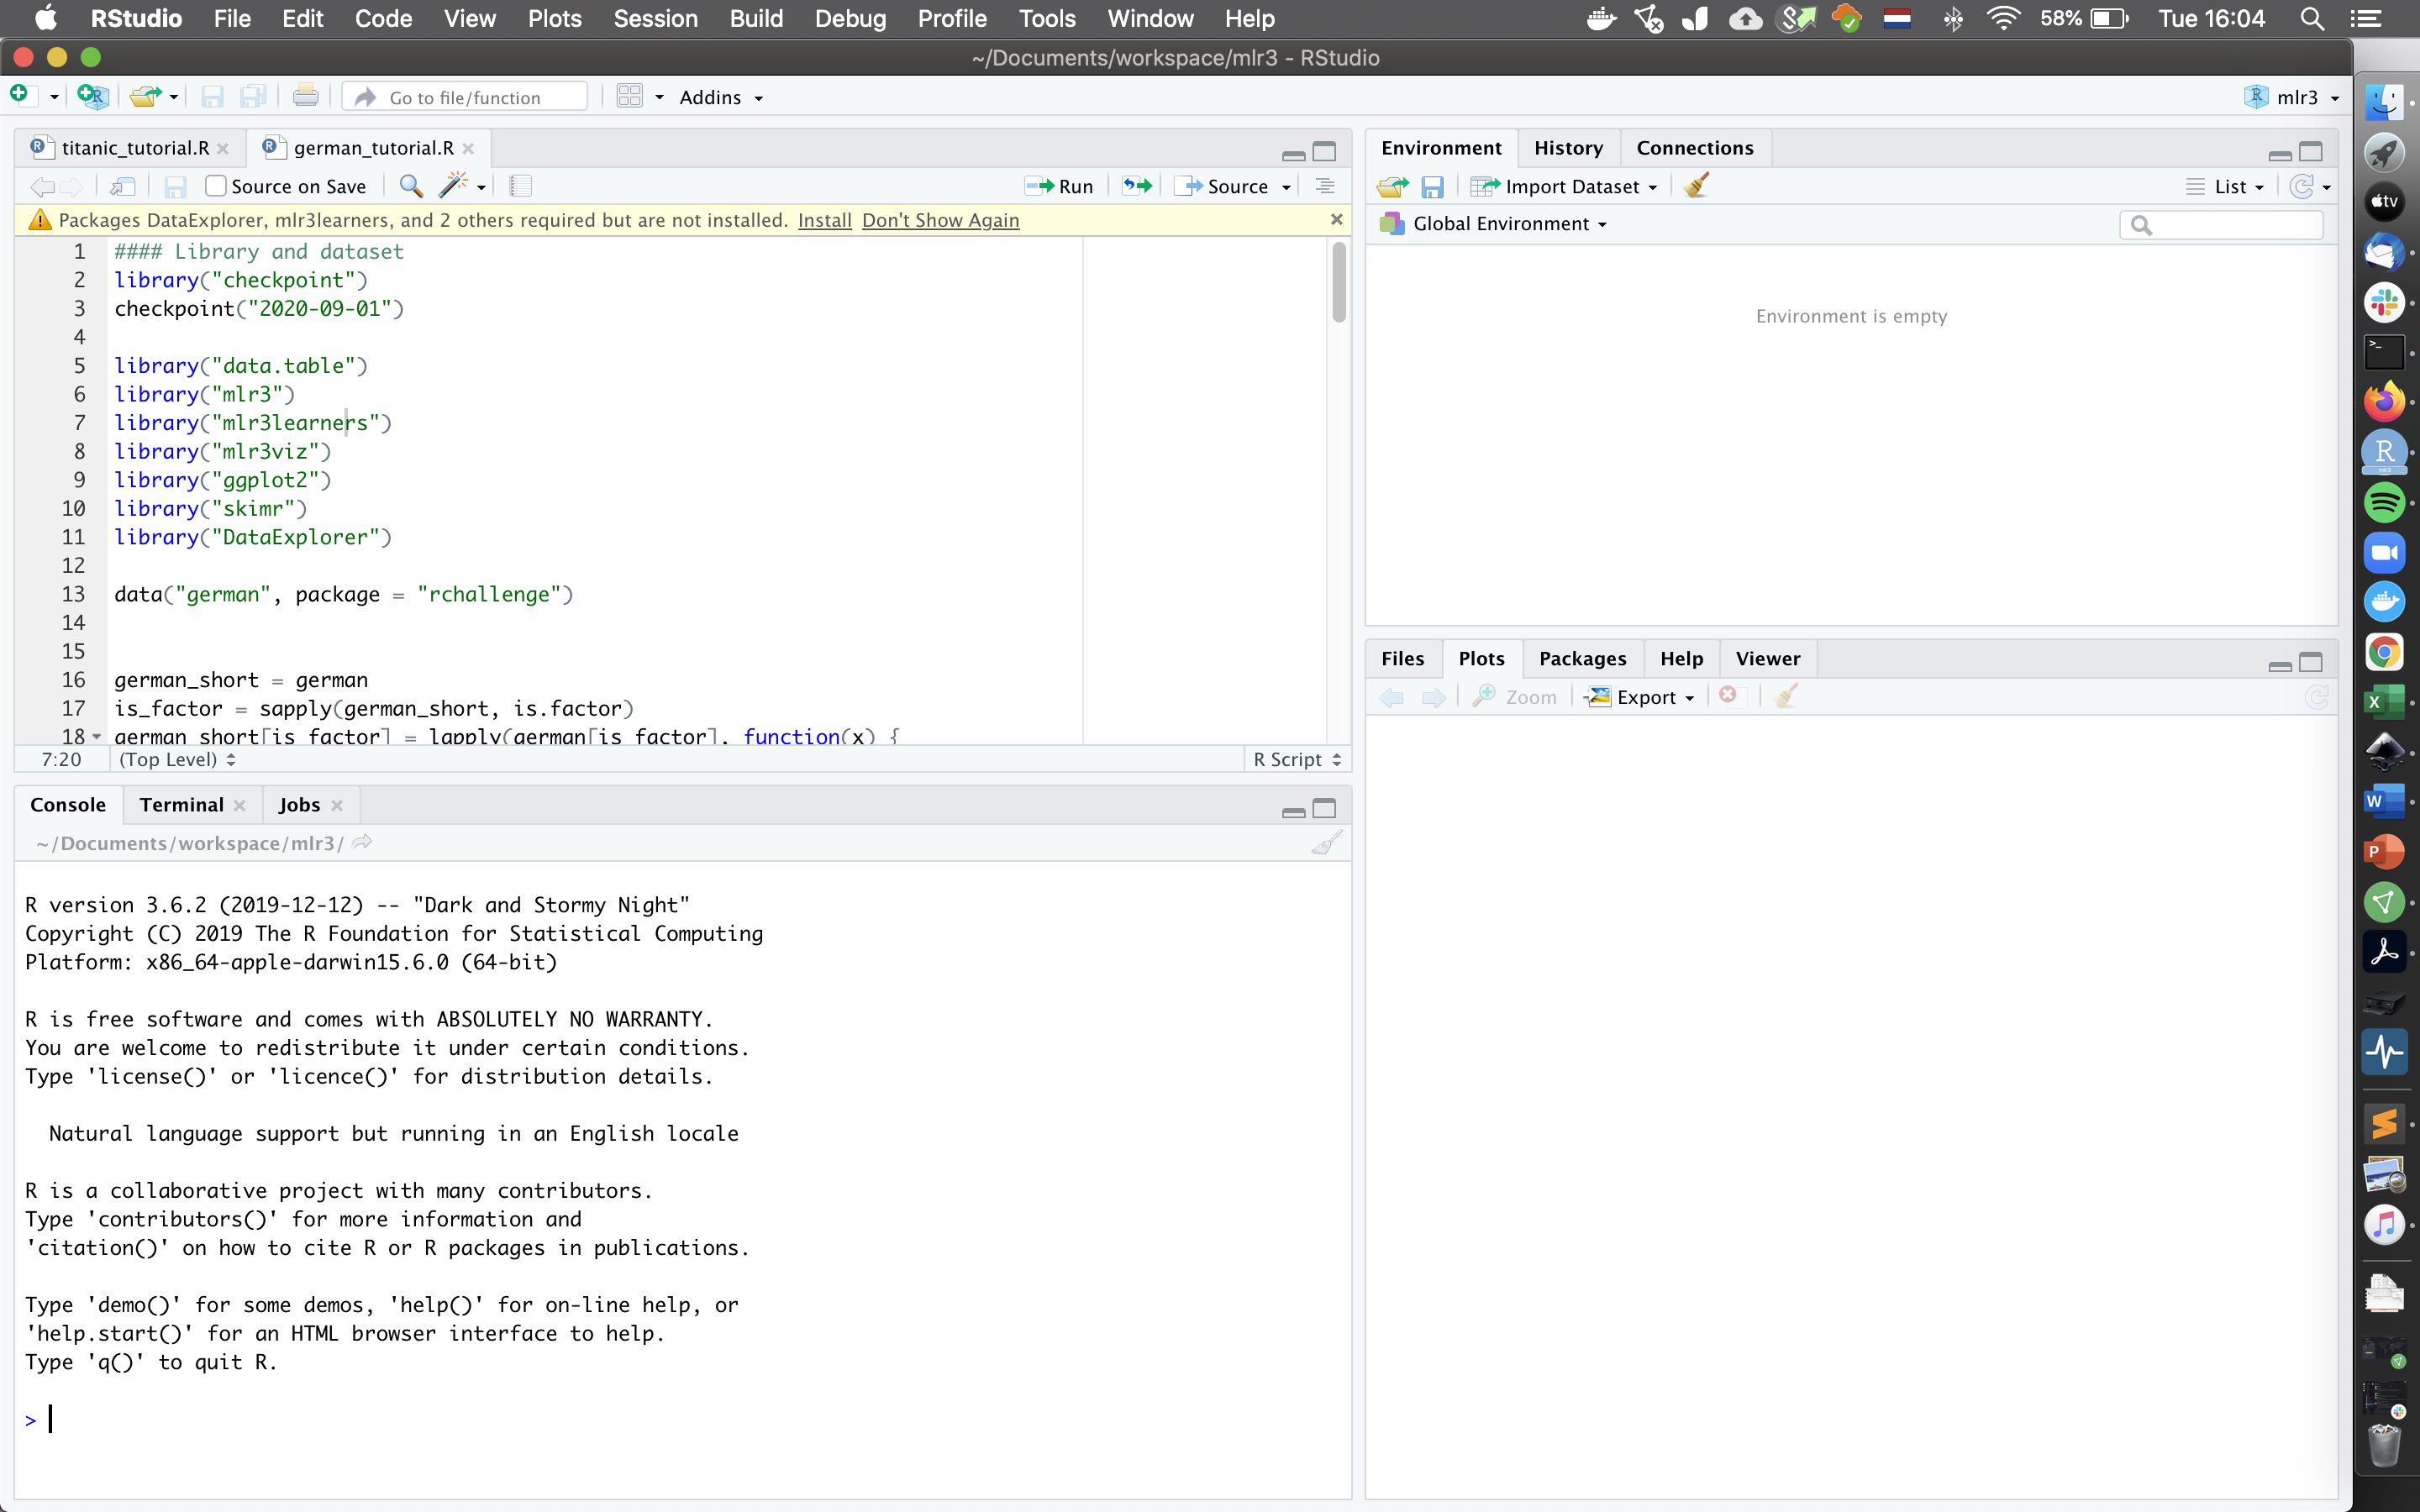 RStudio File Edit Code View Plots Session Build Debug Profile Tools Window Help 58% Tue 16:04
~/Documents/workspace/mlr3 - RStudio
Go to file/function Addins mlr3
titanic_tutorial.R german_tutorial.R
Source on Save Run Source
Packages DataExplorer, mlr3learners, and 2 others required but are not installed. Install Don't Show Again
1 #### Library and dataset
2 library("checkpoint")
3 checkpoint("2020-09-01")
4
5 library("data.table")
6 library("mlr3")
7 library("mlr3learners")
8 library("mlr3viz")
9 library("ggplot2")
10 library("skimr")
11 library("DataExplorer")
12
13 data("german", package = "rchallenge")
14
15
16 german_short = german
17 is_factor = sapply(german_short, is.factor)
18 german_short[is_factor] = lapply(german[is_factor], function(x) {
7:20 (Top Level) R Script
Console Terminal Jobs
~/Documents/workspace/mlr3/
R version 3.6.2 (2019-12-12) -- "Dark and Stormy Night"
Copyright (C) 2019 The R Foundation for Statistical Computing
Platform: x86_64-apple-darwin15.6.0 (64-bit)
R is free software and comes with ABSOLUTELY NO WARRANTY.
You are welcome to redistribute it under certain conditions.
Type 'license()' or 'licence()' for distribution details.
Natural language support but running in an English locale
R is a collaborative project with many contributors.
Type 'contributors()' for more information and
'citation()' on how to cite R or R packages in publications.
Type 'demo()' for some demos, 'help()' for on-line help, or
'help.start()' for an HTML browser interface to help.
Type 'q()' to quit R.
>
Environment History Connections
Import Dataset List
Global Environment
Environment is empty
Files Plots Packages Help Viewer
Zoom Export
tv
R
mlr3
X
W
P